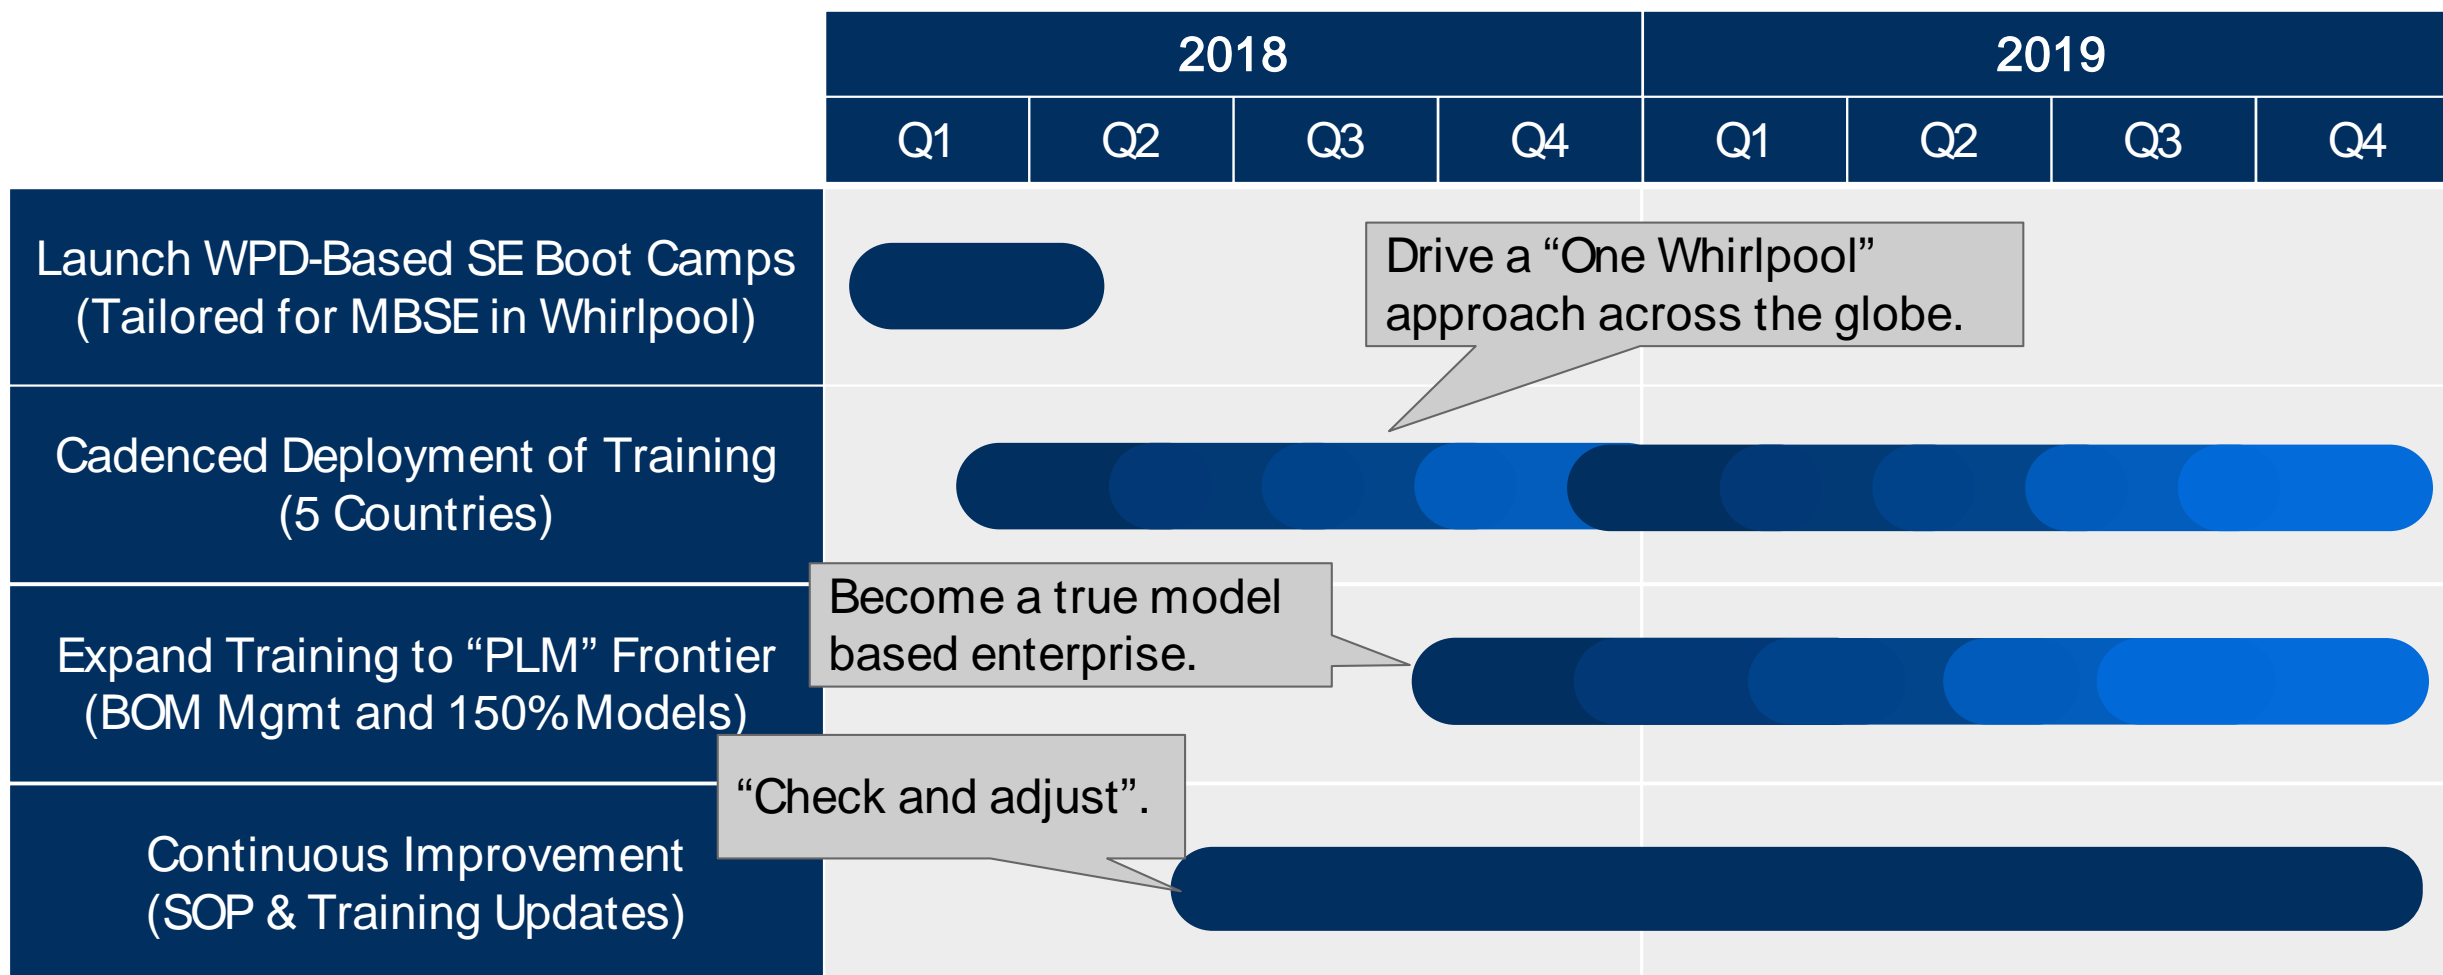 2018
2019
Q1
Q2
Q3
Q4
Q1
Q2
Q3
Q4
Launch WPD-Based SE Boot Camps
(Tailored for MBSE in Whirlpool)
Drive a “One Whirlpool”
approach across the globe.
Cadenced Deployment of Training
(5 Countries)
Become a true model
based enterprise.
Expand Training to “PLM” Frontier
(BOM Mgmt and 150% Models)
“Check and adjust”.
Continuous Improvement
(SOP & Training Updates)